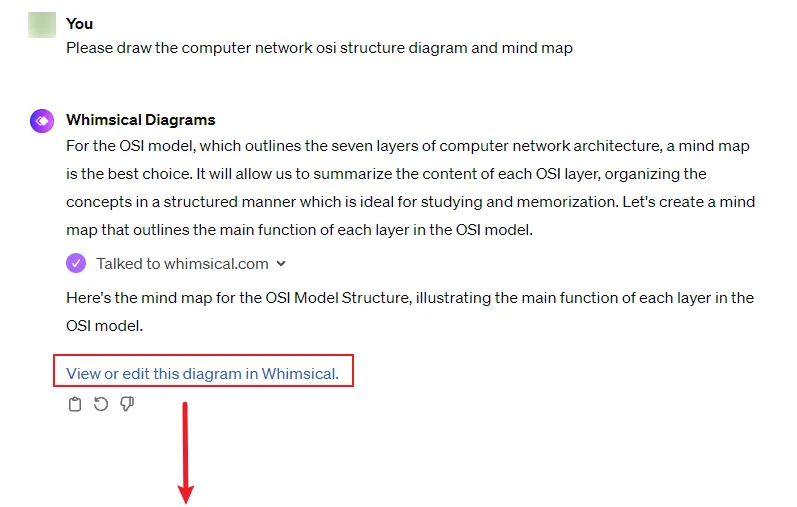 You
Please draw the computer network osi structure diagram and mind map
Whimsical Diagrams
For the OSI model, which outlines the seven layers of computer network architecture, a mind map
is the best choice. It will allow us to summarize the content of each OSI layer, organizing the
concepts in a structured manner which is ideal for studying and memorization. Let's create a mind
map that outlines the main function of each layer in the OSI model.
Talked to whimsical.com
Here's the mind map for the OSI Model Structure, illustrating the main function of each layer in the
OSI model.
View or edit this diagram in Whimsical.